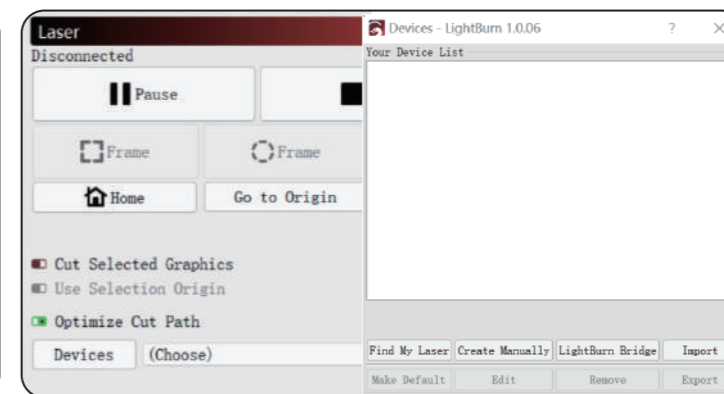 Laser
Disconnected
Pause
Frame
Frame
Home
Go to Origin
Cut Selected Graphics
Use Selection Origin
Optimize Cut Path
Devices
(Choose)
Devices - LightBurn 1.0.06
?
Your Device List
Find My Laser
Create Manually
LightBurn Bridge
Import
Make Default
Edit
Remove
Export